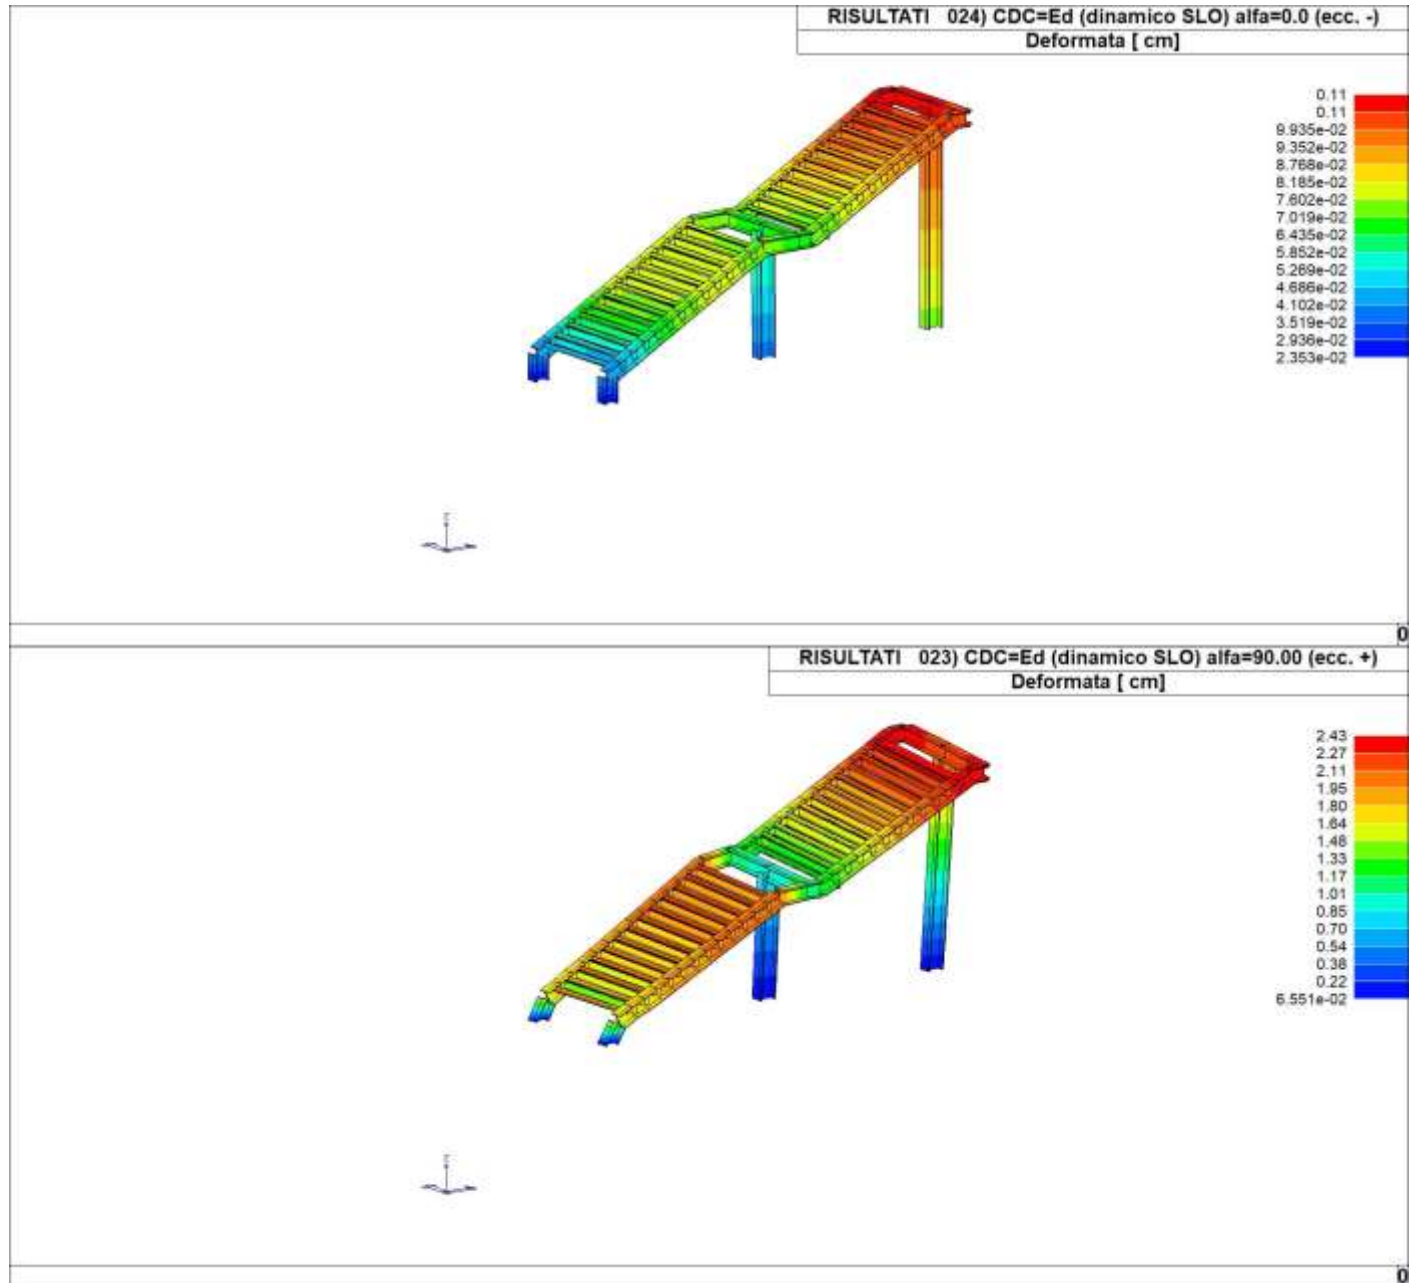 RISULTATI 024) CDC=Ed (dinamico SLO) alfa=0.0 (ecc. -)
Deformata [ cm]
0.11
0.11
9.935e-02
9.352e-02
8.768e-02
8.185e-02
7.602e-02
7.019e-02
6.435e-02
5.852e-02
5.269e-02
4.686e-02
4.102e-02
3.519e-02
2.936e-02
2.353e-02
0
RISULTATI 023) CDC=Ed (dinamico SLO) alfa=90.00 (ecc. +)
Deformata [ cm]
2.43
2.27
2.11
1.95
1.80
1.64
1.48
1.33
1.17
1.01
0.85
0.70
0.54
0.38
0.22
6.551e-02
0